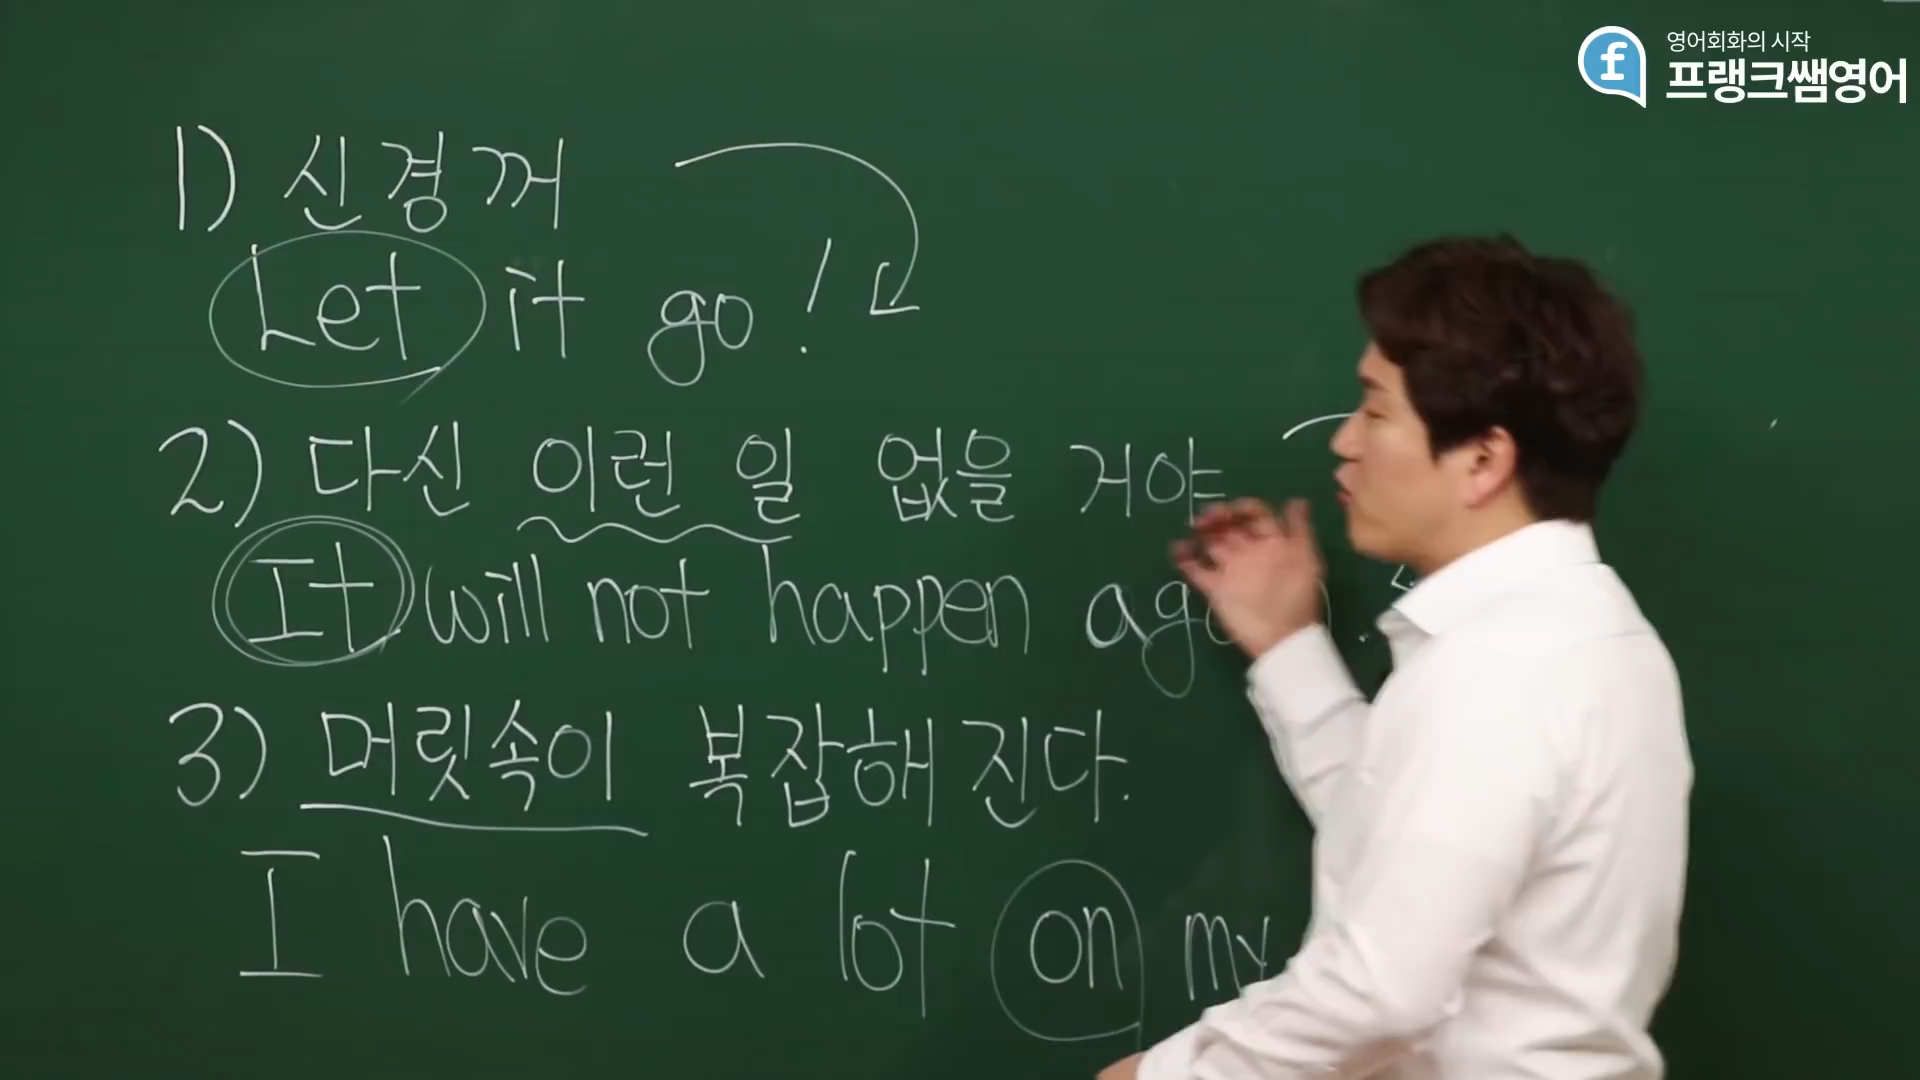 영어회화의 시작
프랭크쌤영어
1) 신경꺼
Let it go!
2) 다신 이런 일 없을 거야
It will not happen
3) 머릿속이 복잡해진다.
I have a lot on my